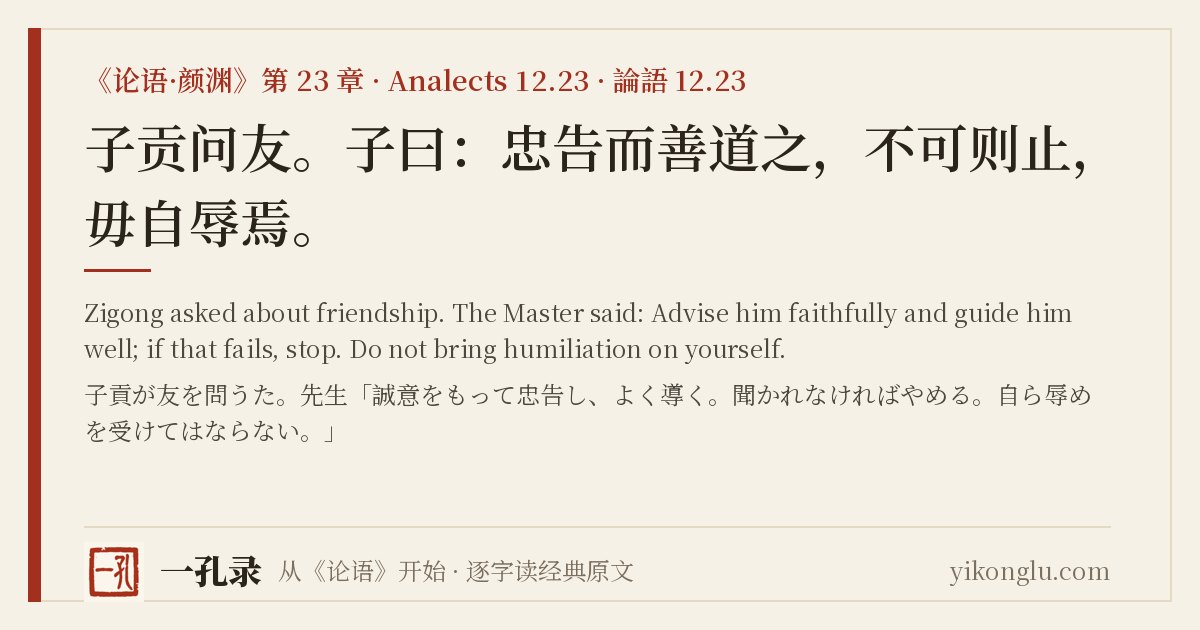 《论语·颜渊》第 23 章 · Analects 12.23 · 論語 12.23
子贡问友。子曰：忠告而善道之，不可则止，
毋自辱焉。
Zigong asked about friendship. The Master said: Advise him faithfully and guide him
well; if that fails, stop. Do not bring humiliation on yourself.
子貢が友を問うた。先生「誠意をもって忠告し、よく導く。聞かれなければやめる。自ら辱め
を受けてはならない。」
一孔
一孔录
从《论语》开始 · 逐字读经典原文
yikonglu.com